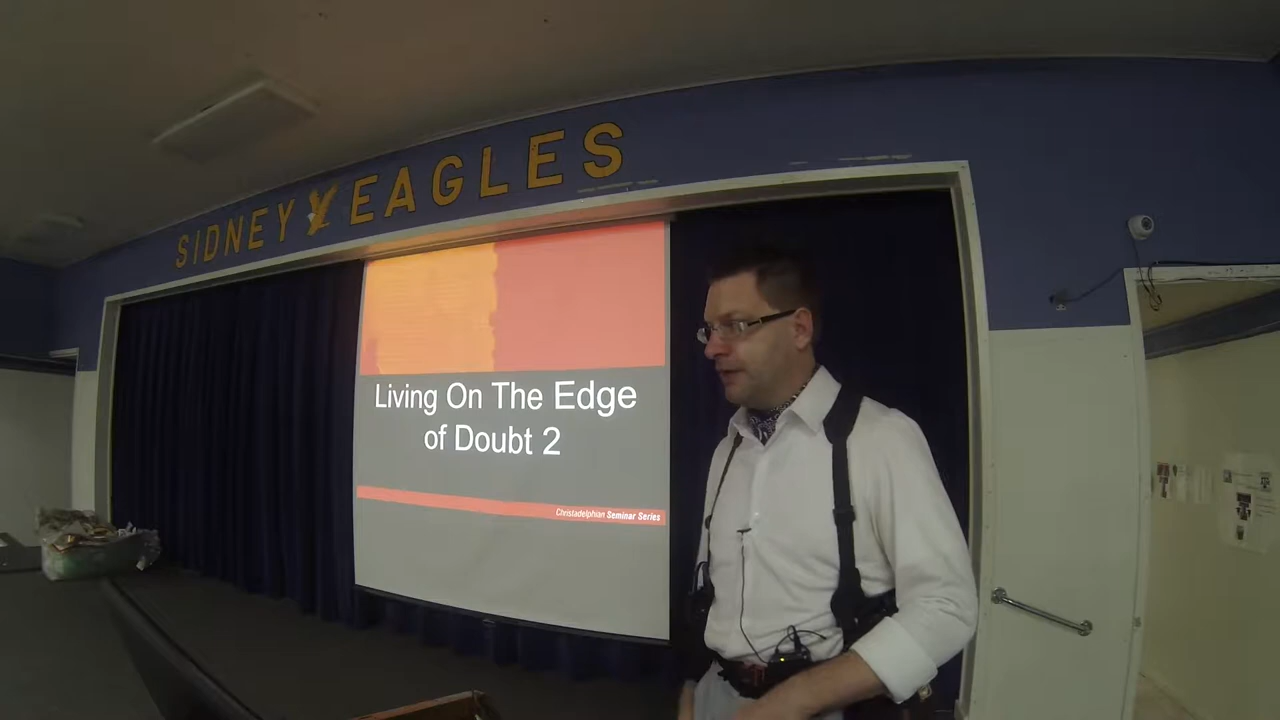 SIDNEY EAGLES
Living On The Edge
of Doubt 2
Christadelphian Seminar Series